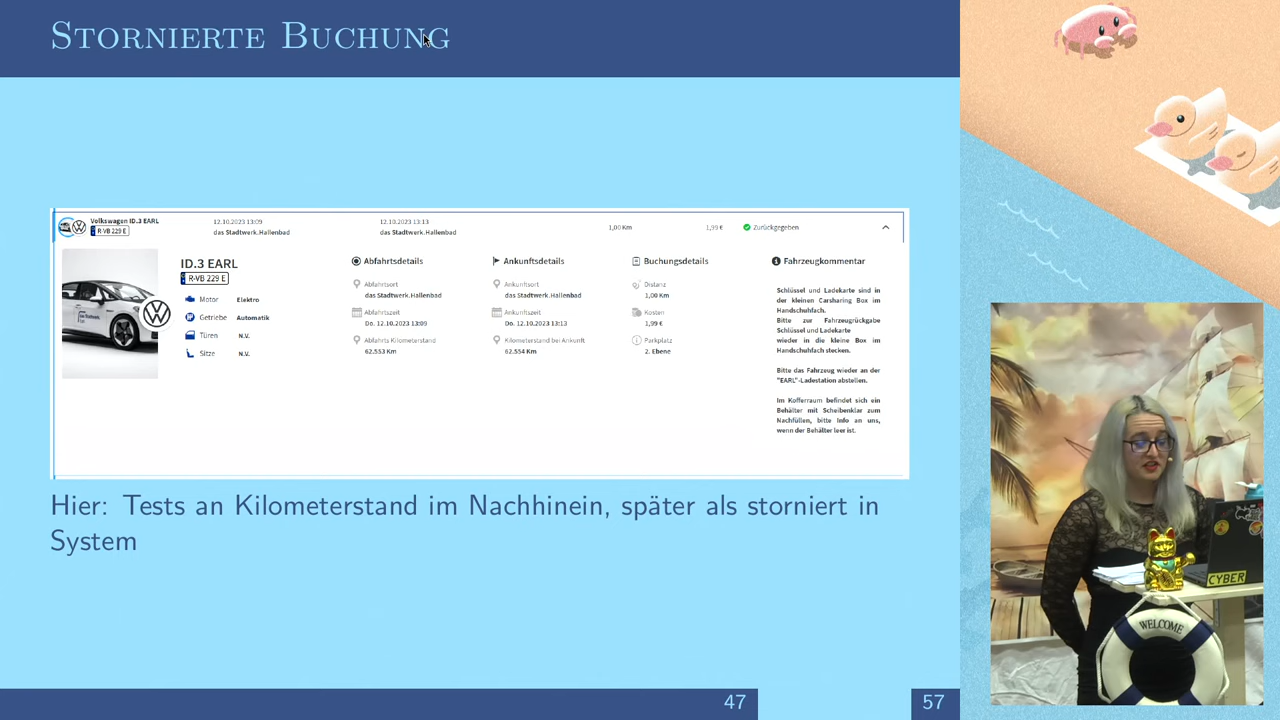 Stornierte Buchung
Volkswagen ID.3 EARL
R-VB 229 E
12.10.2023 13:09
das Stadtwerk.Hallenbad
12.10.2023 13:13
das Stadtwerk.Hallenbad
1,00 Km
1,99 €
Zurückgegeben
ID.3 EARL
R-VB 229 E
Motor Elektro
Getriebe Automatik
Türen N.V.
Sitze N.V.
Abfahrtsdetails
Abfahrtsort
das Stadtwerk.Hallenbad
Abfahrtszeit
Do. 12.10.2023 13:09
Abfahrts Kilometerstand
62.553 Km
Ankunftsdetails
Ankunftsort
das Stadtwerk.Hallenbad
Ankunftszeit
Do. 12.10.2023 13:13
Kilometerstand bei Ankunft
62.554 Km
Buchungsdetails
Distanz
1,00 Km
Kosten
1,99 €
Parkplatz
2. Ebene
Fahrzeugkommentar
Schlüssel und Ladekarte sind in
der kleinen Carsharing Box im
Handschuhfach.
Bitte zur Fahrzeugrückgabe
Schlüssel und Ladekarte
wieder in die kleine Box im
Handschuhfach stecken.
Bitte das Fahrzeug wieder an der
"EARL"-Ladestation abstellen.
Im Kofferraum befindet sich ein
Behälter mit Scheibenklar zum
Nachfüllen, bitte Info an uns,
wenn der Behälter leer ist.
Hier: Tests an Kilometerstand im Nachhinein, später als storniert in
System
47
57
CYBER
WELCOME